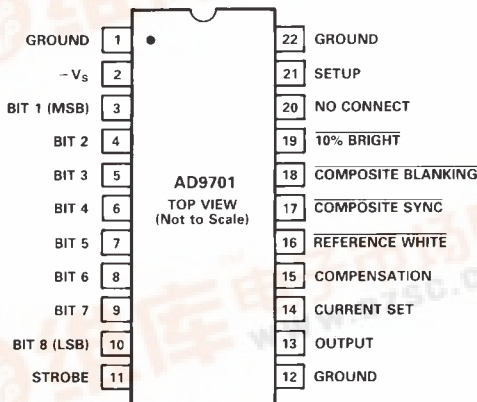 GROUND 1
22 GROUND
–VS 2
21 SETUP
BIT 1 (MSB) 3
20 NO CONNECT
BIT 2 4
19 10% BRIGHT
BIT 3 5
18 COMPOSITE BLANKING
AD9701
BIT 4 6
TOP VIEW
17 COMPOSITE SYNC
(Not to Scale)
BIT 5 7
16 REFERENCE WHITE
BIT 6 8
15 COMPENSATION
BIT 7 9
14 CURRENT SET
BIT 8 (LSB) 10
13 OUTPUT
STROBE 11
12 GROUND